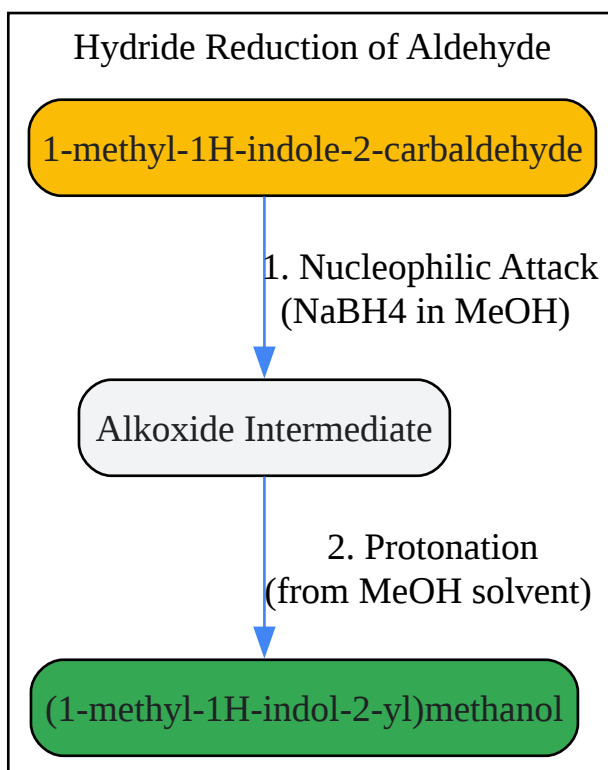 Hydride Reduction of Aldehyde
1-methyl-1H-indole-2-carbaldehyde
1. Nucleophilic Attack
(NaBH4 in MeOH)
Alkoxide Intermediate
2. Protonation
(from MeOH solvent)
(1-methyl-1H-indol-2-yl)methanol